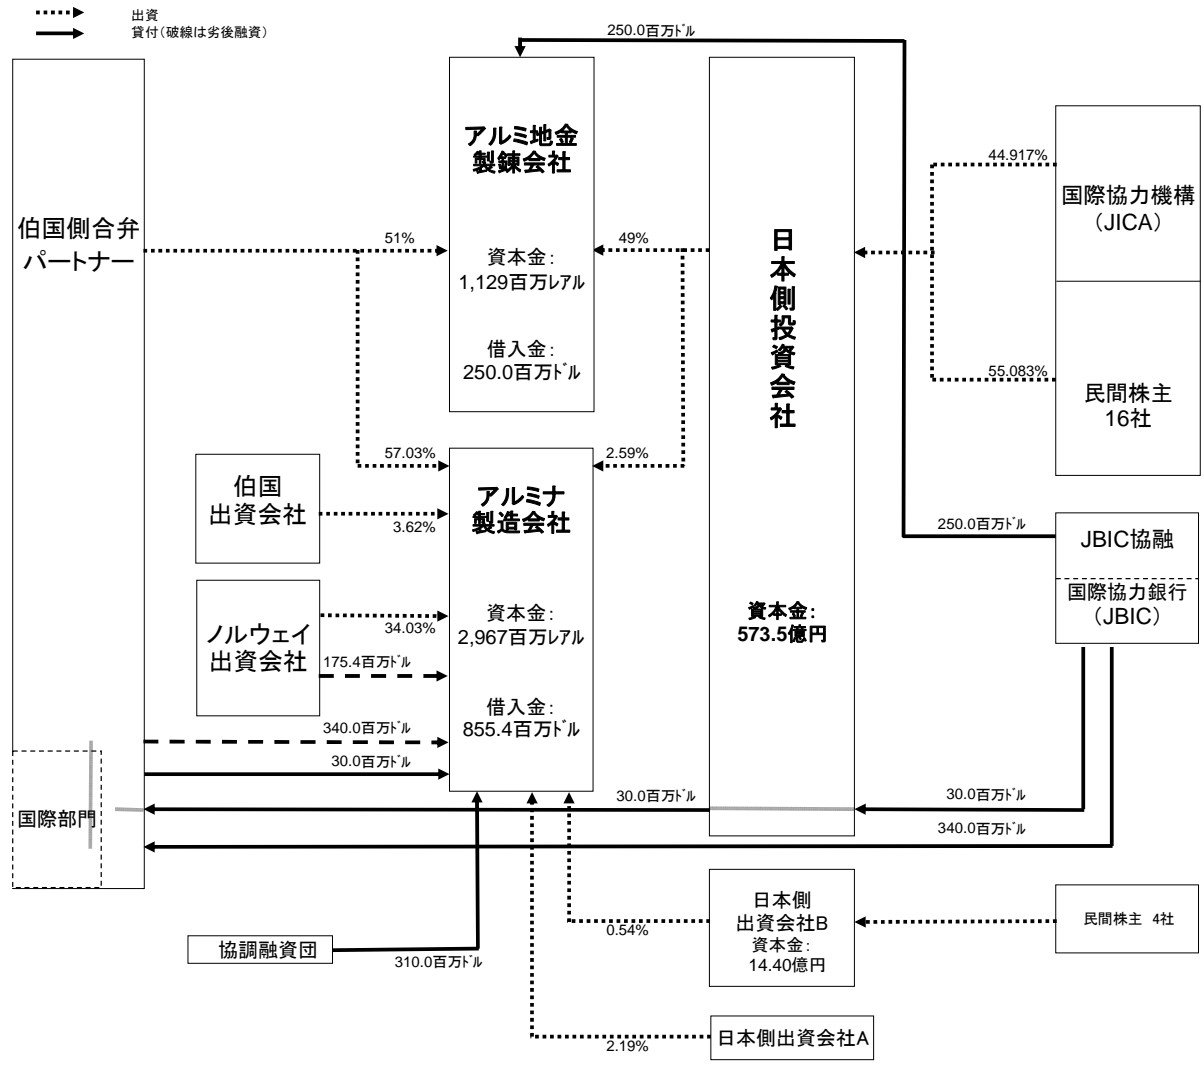 出資
貸付(破線は劣後融資)
250.0百万ドル
伯国側合弁
パートナー
国際部門
アルミ地金
製錬会社
資本金:
1,129百万レアル
借入金:
250.0百万ドル
51%
49%
日本側投資会社
資本金:
573.5億円
44.917%
55.083%
国際協力機構
(JICA)
民間株主
16社
57.03%
2.59%
伯国
出資会社
3.62%
アルミナ
製造会社
資本金:
2,967百万レアル
借入金:
855.4百万ドル
ノルウェイ
出資会社
34.03%
175.4百万ドル
340.0百万ドル
30.0百万ドル
250.0百万ドル
JBIC協融
国際協力銀行
(JBIC)
30.0百万ドル
30.0百万ドル
340.0百万ドル
協調融資団
310.0百万ドル
0.54%
日本側
出資会社B
資本金:
14.40億円
民間株主 4社
2.19%
日本側出資会社A